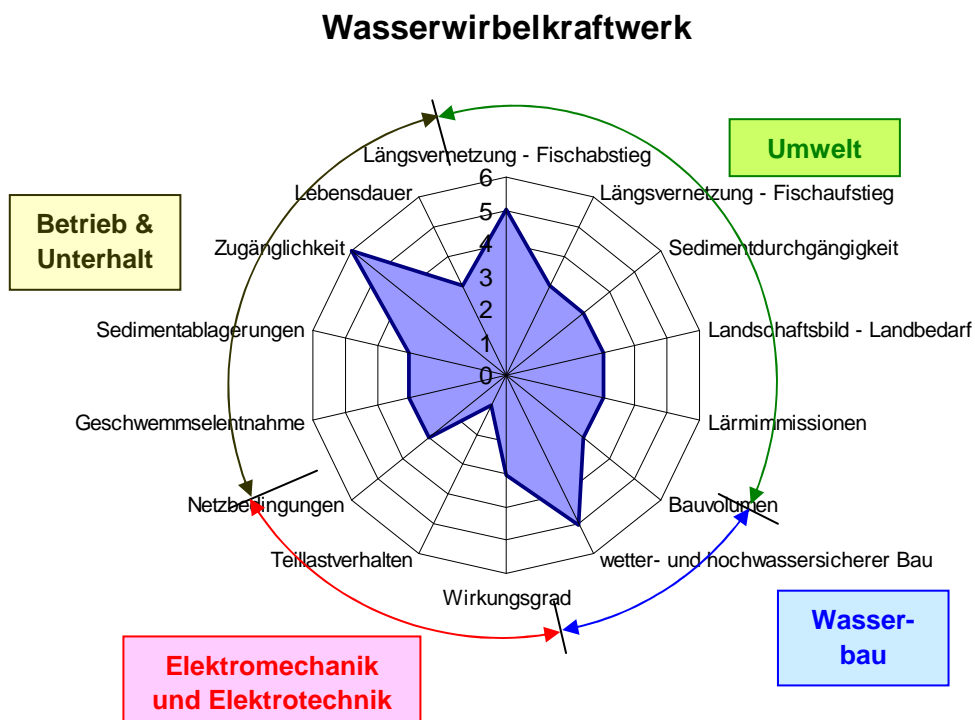 Wasserwirbelkraftwerk
Umwelt
Betrieb &
Unterhalt
Längsvernetzung - Fischabstieg
Längsvernetzung - Fischaufstieg
Sedimentdurchgängigkeit
Landschaftsbild - Landbedarf
Lärmimmissionen
Bauvolumen
wetter- und hochwassersicherer Bau
Wirkungsgrad
Teillastverhalten
Netzbedingungen
Geschwemmselentnahme
Sedimentablagerungen
Zugänglichkeit
Lebensdauer
6
5
4
3
2
1
0
Wasser-
bau
Elektromechanik
und Elektrotechnik